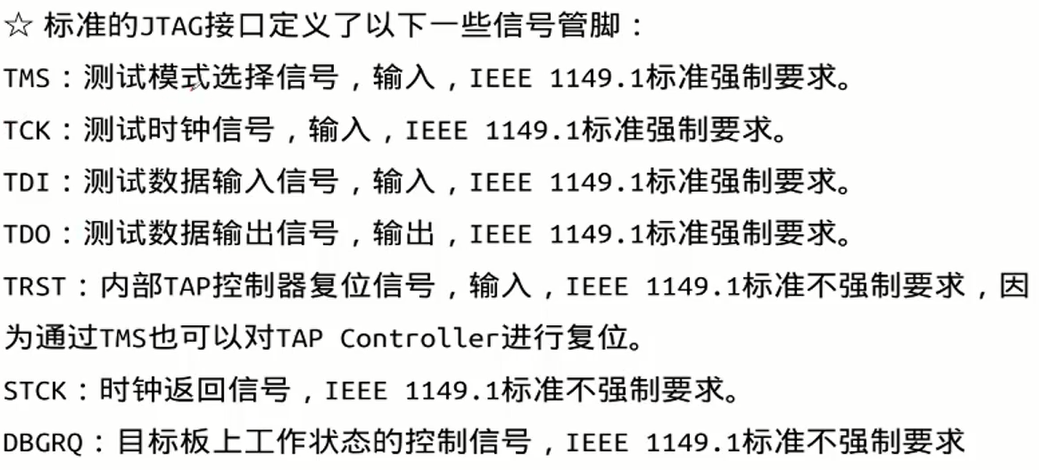 ☆ 标准的JTAG接口定义了以下一些信号管脚：
TMS：测试模式选择信号，输入，IEEE 1149.1标准强制要求。
TCK：测试时钟信号，输入，IEEE 1149.1标准强制要求。
TDI：测试数据输入信号，输入，IEEE 1149.1标准强制要求。
TDO：测试数据输出信号，输出，IEEE 1149.1标准强制要求。
TRST：内部TAP控制器复位信号，输入，IEEE 1149.1标准不强制要求，因
为通过TMS也可以对TAP Controller进行复位。
STCK：时钟返回信号，IEEE 1149.1标准不强制要求。
DBGRQ：目标板上工作状态的控制信号，IEEE 1149.1标准不强制要求